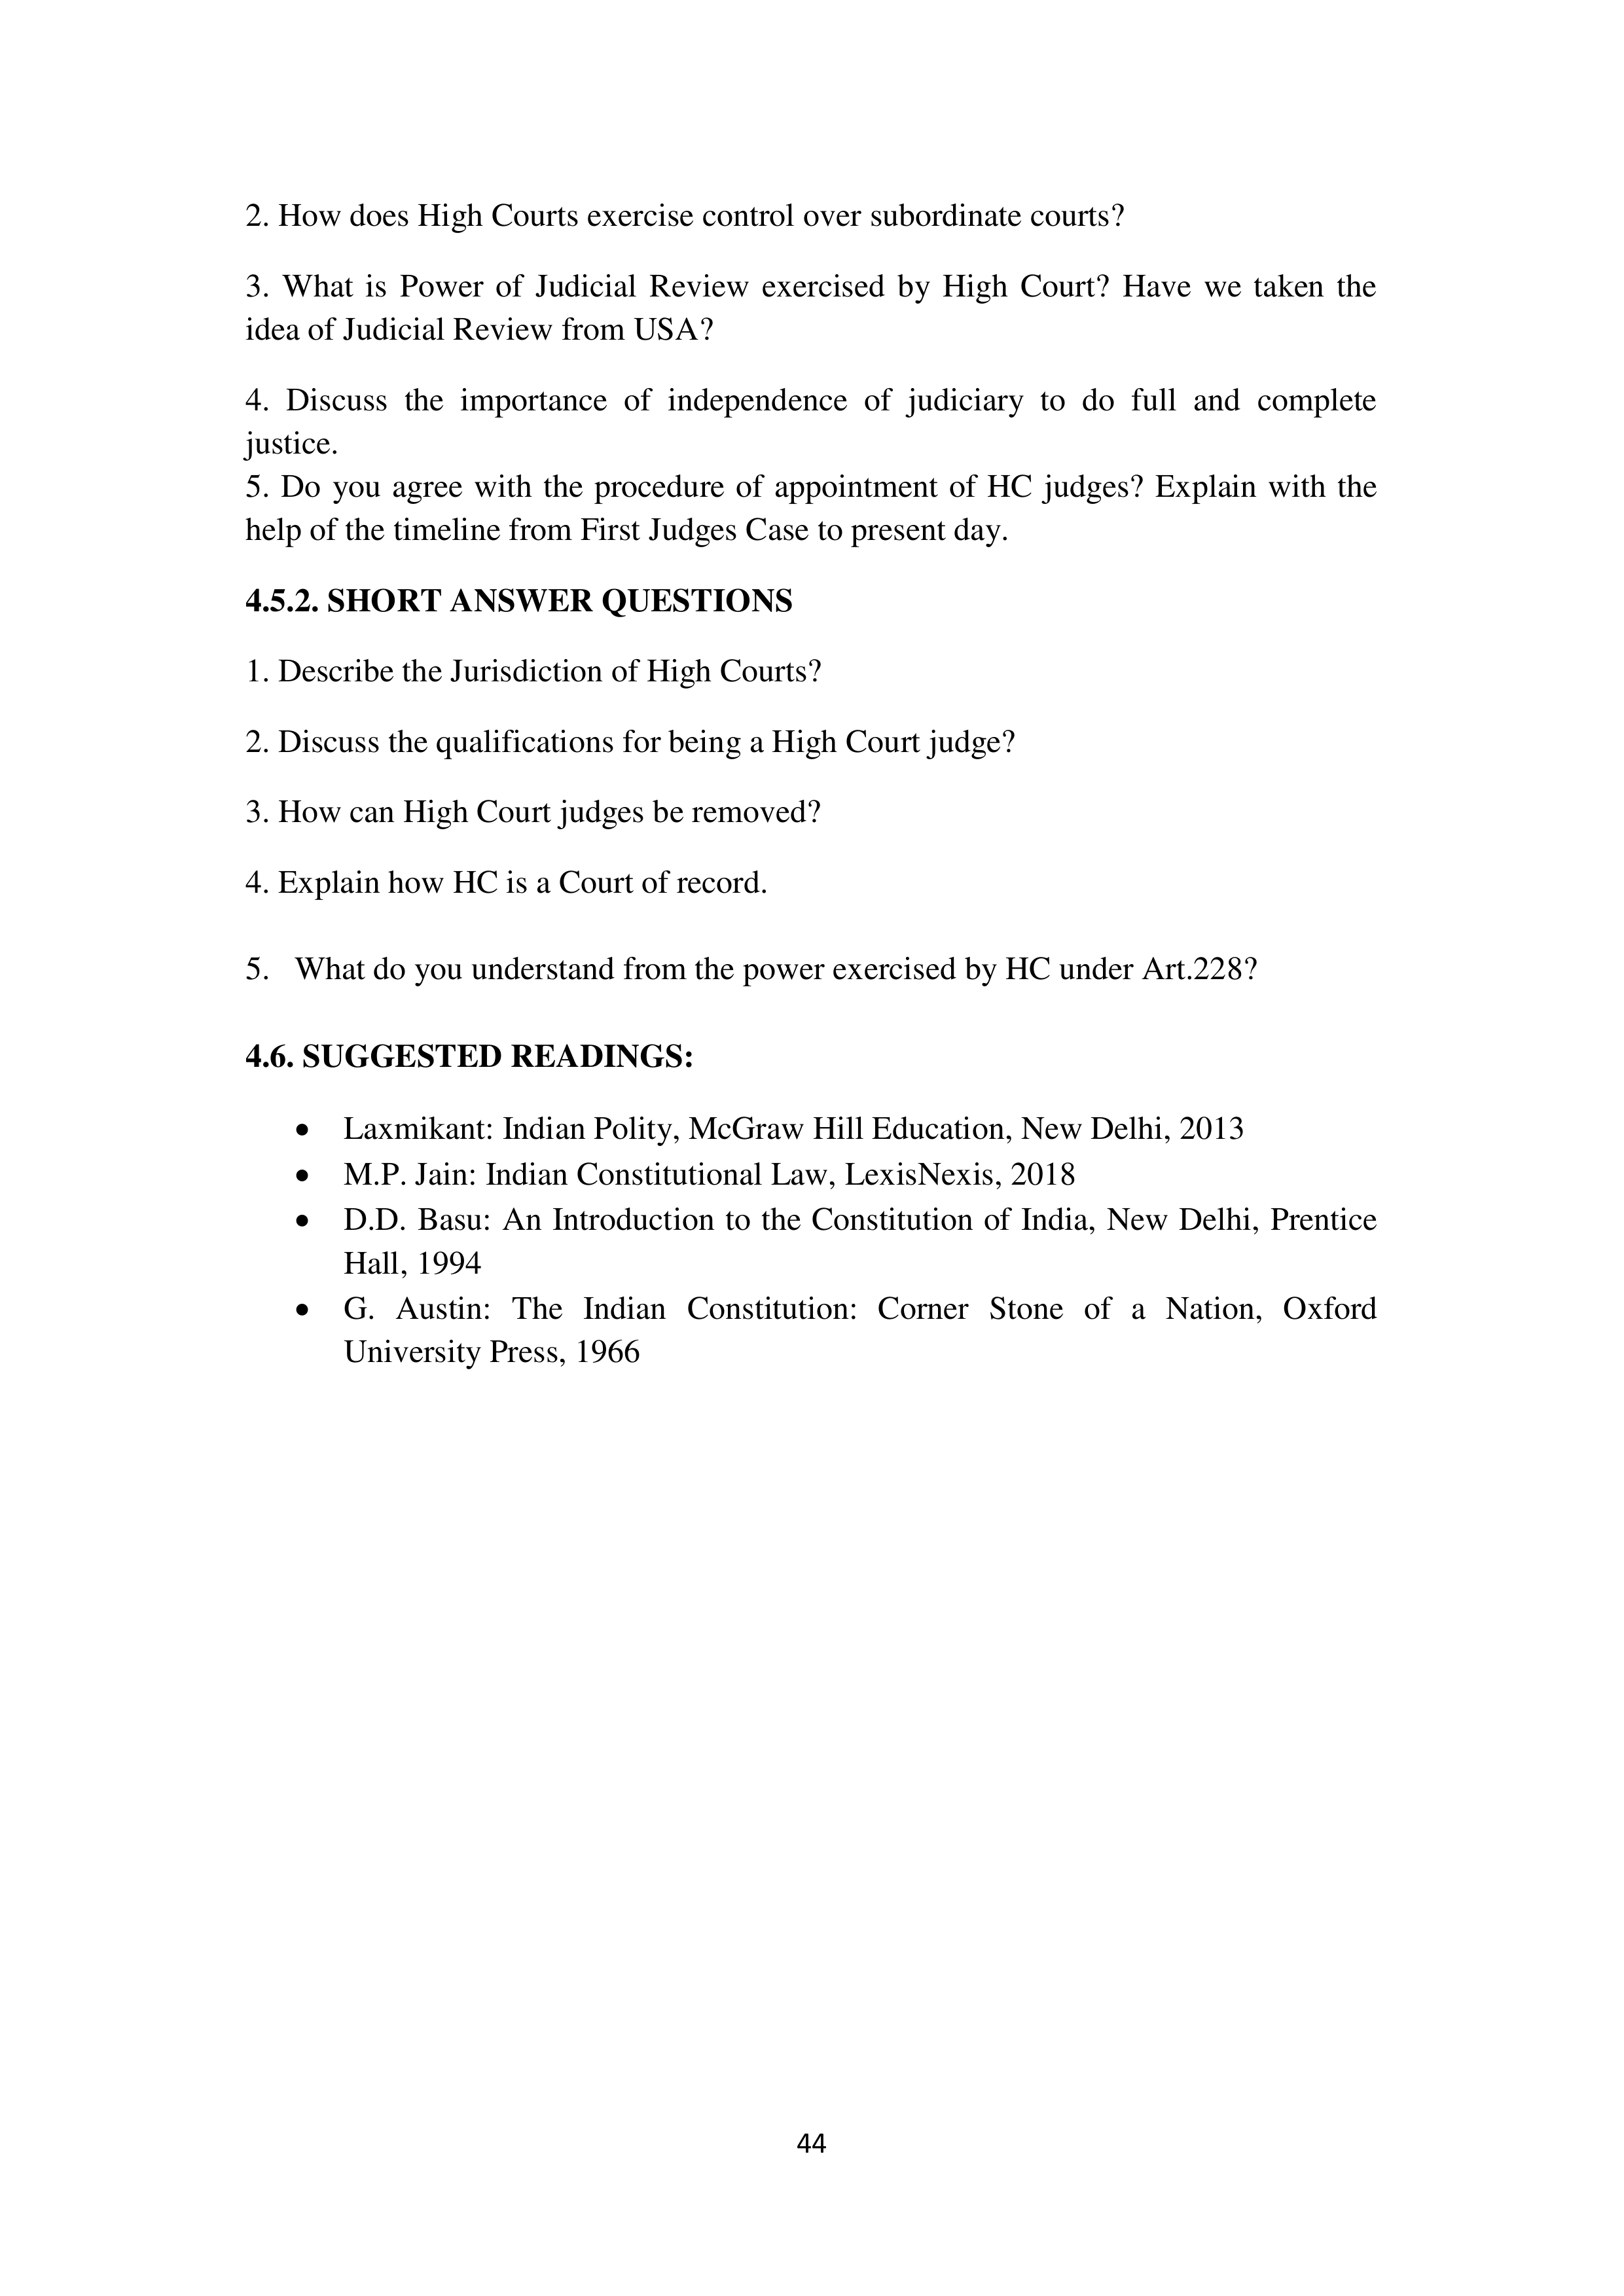 2. How does High Courts exercise control over subordinate courts?
3. What is Power of Judicial Review exercised by High Court? Have we taken the
idea of Judicial Review from USA?
4. Discuss the importance of independence of judiciary to do full and complete
justice.
5. Do you agree with the procedure of appointment of HC judges? Explain with the
help of the timeline from First Judges Case to present day.
4.5.2. SHORT ANSWER QUESTIONS
1. Describe the Jurisdiction of High Courts?
2. Discuss the qualifications for being a High Court judge?
3. How can High Court judges be removed?
4. Explain how HC is a Court of record.
5. What do you understand from the power exercised by HC under Art.228?
4.6. SUGGESTED READINGS:
• Laxmikant: Indian Polity, McGraw Hill Education, New Delhi, 2013
• M.P. Jain: Indian Constitutional Law, LexisNexis, 2018
• D.D. Basu: An Introduction to the Constitution of India, New Delhi, Prentice
Hall, 1994
• G. Austin: The Indian Constitution: Corner Stone of a Nation, Oxford
University Press, 1966
44